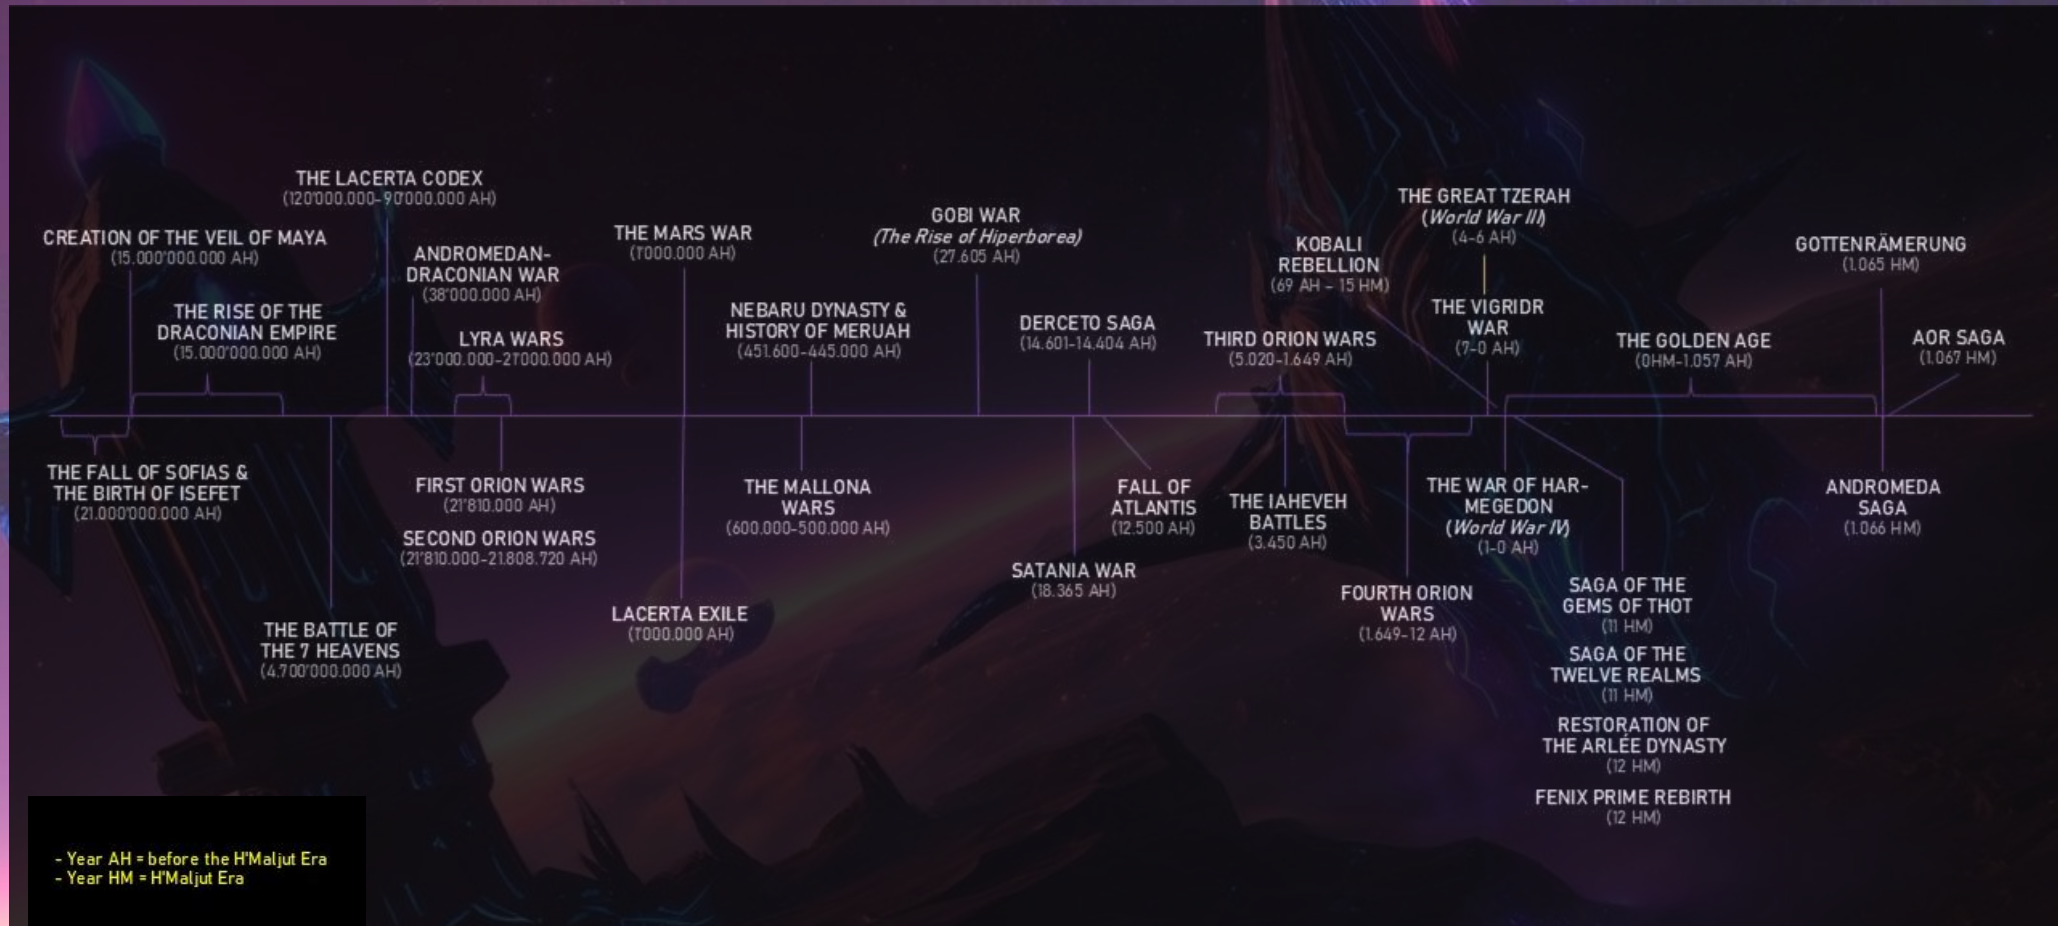 THE LACERTA CODEX
(120'000.000-90'000.000 AH)
CREATION OF THE VEIL OF MAYA
(15.000'000.000 AH)
THE RISE OF THE
DRACONIAN EMPIRE
(15.000'000.000 AH)
ANDROMEDAN-
DRACONIAN WAR
(38'000.000 AH)
LYRA WARS
(23'000.000-21'000.000 AH)
THE MARS WAR
(1'000.000 AH)
NEBARU DYNASTY &
HISTORY OF MERUAH
(451.600-445.000 AH)
GOBI WAR
(The Rise of Hiperborea)
(27.605 AH)
DERCETO SAGA
(14.601-14.404 AH)
THIRD ORION WARS
(5.020-1.649 AH)
KOBALI
REBELLION
(69 AH - 15 HM)
THE GREAT TZERAH
(World War III)
(4-6 AH)
THE VIGRIDR
WAR
(7-0 AH)
THE GOLDEN AGE
(0HM-1.057 AH)
GOTTENRÄMERUNG
(1.065 HM)
AOR SAGA
(1.067 HM)
THE FALL OF SOFIAS &
THE BIRTH OF ISEFET
(21.000'000.000 AH)
THE BATTLE OF
THE 7 HEAVENS
(4.700'000.000 AH)
FIRST ORION WARS
(21'810.000 AH)
SECOND ORION WARS
(21'810.000-21.808.720 AH)
LACERTA EXILE
(1'000.000 AH)
THE MALLONA
WARS
(600.000-500.000 AH)
SATANIA WAR
(18.365 AH)
FALL OF
ATLANTIS
(12.500 AH)
THE IAHEVEH
BATTLES
(3.450 AH)
FOURTH ORION
WARS
(1.649-12 AH)
THE WAR OF HAR-
MEGEDON
(World War IV)
(1-0 AH)
SAGA OF THE
GEMS OF THOT
(11 HM)
SAGA OF THE
TWELVE REALMS
(11 HM)
RESTORATION OF
THE ARLÉE DYNASTY
(12 HM)
FENIX PRIME REBIRTH
(12 HM)
ANDROMEDA
SAGA
(1.066 HM)
- Year AH = before the H'Maljut Era
- Year HM = H'Maljut Era